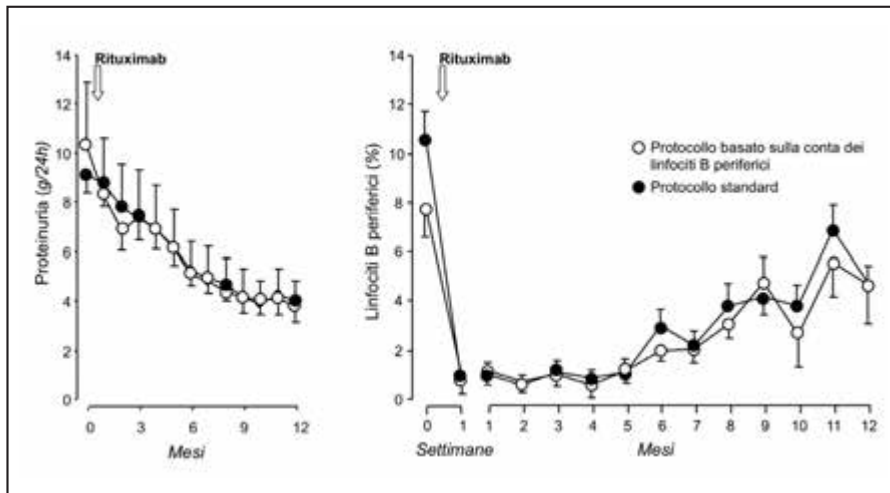 14
12
10
8
6
4
2
0
Proteinuria (g/24h)
Rituximab
0 3 6 9 12
Mesi
14
12
10
8
6
4
2
0
Linfociti B periferici (%)
Rituximab
Protocollo basato sulla conta dei
linfociti B periferici
Protocollo standard
0 1 1 2 3 4 5 6 7 8 9 10 11 12
Settimane Mesi